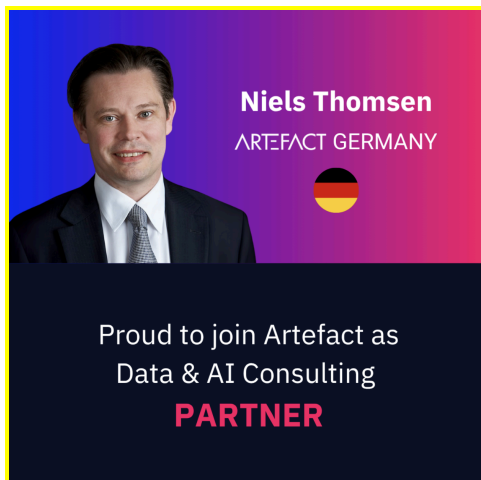 Niels Thomsen
ARTEFACT GERMANY
Proud to join Artefact as
Data & AI Consulting
PARTNER